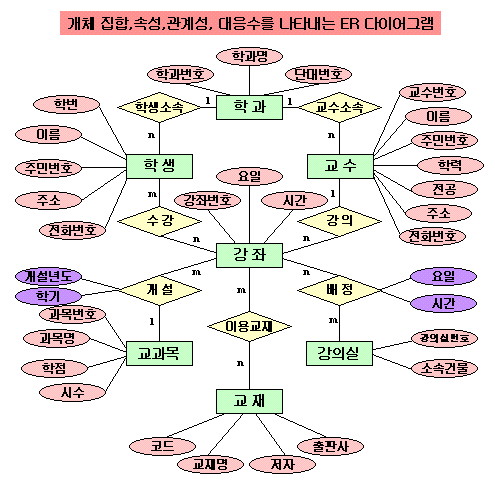 개체 집합,속성,관계성, 대응수를 나타내는 ER 다이어그램
학과명
학과번호
단대번호
학생소속
1
학 과
1
교수소속
학번
n
n
교수번호
이름
이름
주민번호
학 생
교 수
주민번호
학력
주소
m
요일
1
전공
강좌번호
시간
전화번호
수 강
강 의
주소
n
n
전화번호
강 좌
개설년도
m
n
요일
개 설
m
배 정
학기
시간
과목번호
1
이용교재
m
과목명
교과목
강의실
강의실번호
학점
n
소속건물
시수
교 재
코드
출판사
교재명
저자